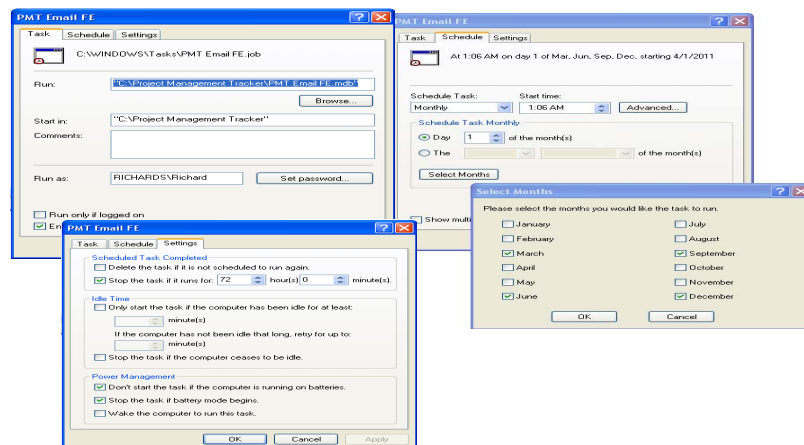 PMT Email FE
Task Schedule Settings
C:\WINDOWS\Tasks\PMT Email FE.job
Run: "C:\Project Management Tracker\PMT Email FE.mdb"
Browse...
Start in: "C:\Project Management Tracker"
Comments:
Run as: RICHARDS\Richard Set password...
Run only if logged on
En
PMT Email FE
Task Schedule Settings
At 1:06 AM on day 1 of Mar, Jun, Sep, Dec, starting 4/1/2011
Schedule Task: Start time:
Monthly 1:06 AM Advanced...
Schedule Task Monthly
Day 1 of the month(s)
The of the month(s)
Select Months
Show multi
Select Months
Please select the months you would like the task to run.
January July
February August
March September
April October
May November
June December
OK Cancel
PMT Email FE
Task Schedule Settings
Scheduled Task Completed
Delete the task if it is not scheduled to run again.
Stop the task if it runs for: 72 hour(s) 0 minute(s).
Idle Time
Only start the task if the computer has been idle for at least:
minute(s)
If the computer has not been idle that long, retry for up to:
minute(s)
Stop the task if the computer ceases to be idle.
Power Management
Don't start the task if the computer is running on batteries.
Stop the task if battery mode begins.
Wake the computer to run this task.
OK Cancel Apply